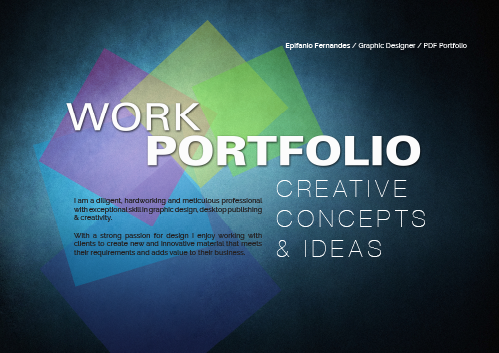 Epifanio Fernandes / Graphic Designer / PDF Portfolio
WORK
PORTFOLIO
CREATIVE
CONCEPTS
& IDEAS
I am a diligent, hardworking and meticulous professional
with exceptional skill in graphic design, desktop publishing
& creativity.
With a strong passion for design I enjoy working with
clients to create new and innovative material that meets
their requirements and adds value to their business.